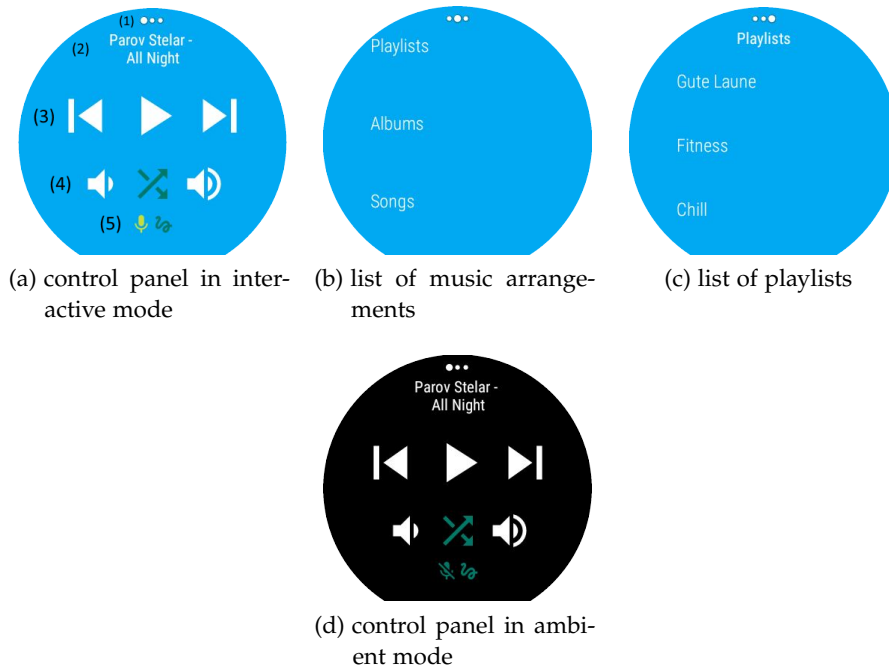 (1)
(2)
Parov Stelar -
All Night
(3)
(4)
(5)
(a) control panel in inter-
active mode
Playlists
Albums
Songs
(b) list of music arrange-
ments
Playlists
Gute Laune
Fitness
Chill
(c) list of playlists
Parov Stelar -
All Night
(d) control panel in ambi-
ent mode